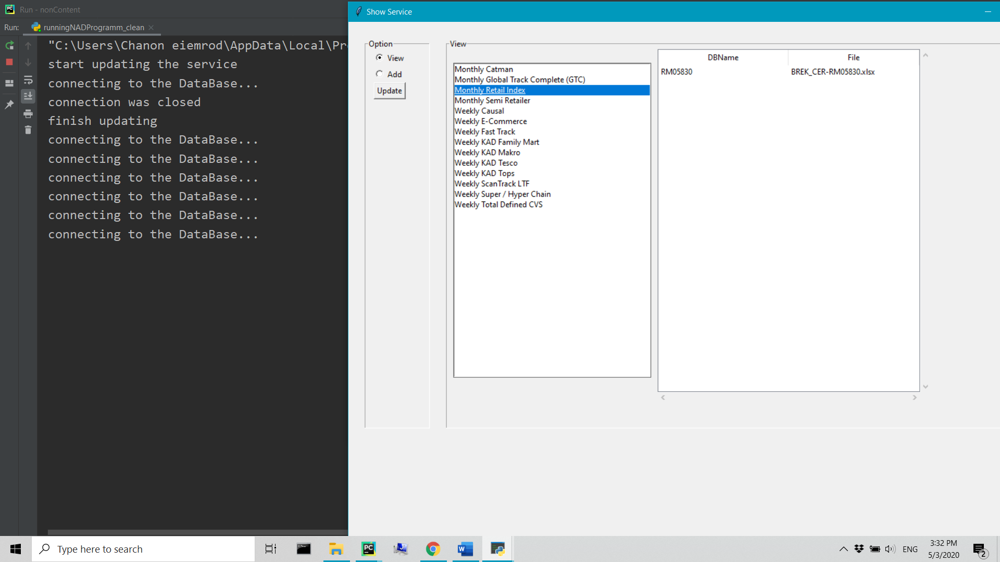 Run - nonContent
Run:
runningNADProgramm_clean
"C:\Users\Chanon eiemrod\AppData\Local\Pr
start updating the service
connecting to the DataBase...
connection was closed
finish updating
connecting to the DataBase...
connecting to the DataBase...
connecting to the DataBase...
connecting to the DataBase...
connecting to the DataBase...
connecting to the DataBase...
Show Service
Option
View
Add
Update
View
Monthly Catman
Monthly Global Track Complete (GTC)
Monthly Retail Index
Monthly Semi Retailer
Weekly Causal
Weekly E-Commerce
Weekly Fast Track
Weekly KAD Family Mart
Weekly KAD Makro
Weekly KAD Tesco
Weekly KAD Tops
Weekly ScanTrack LTF
Weekly Super / Hyper Chain
Weekly Total Defined CVS
DBName File
RM05830 BREK_CER-RM05830.xlsx
Type here to search
ENG
3:32 PM
5/3/2020
2